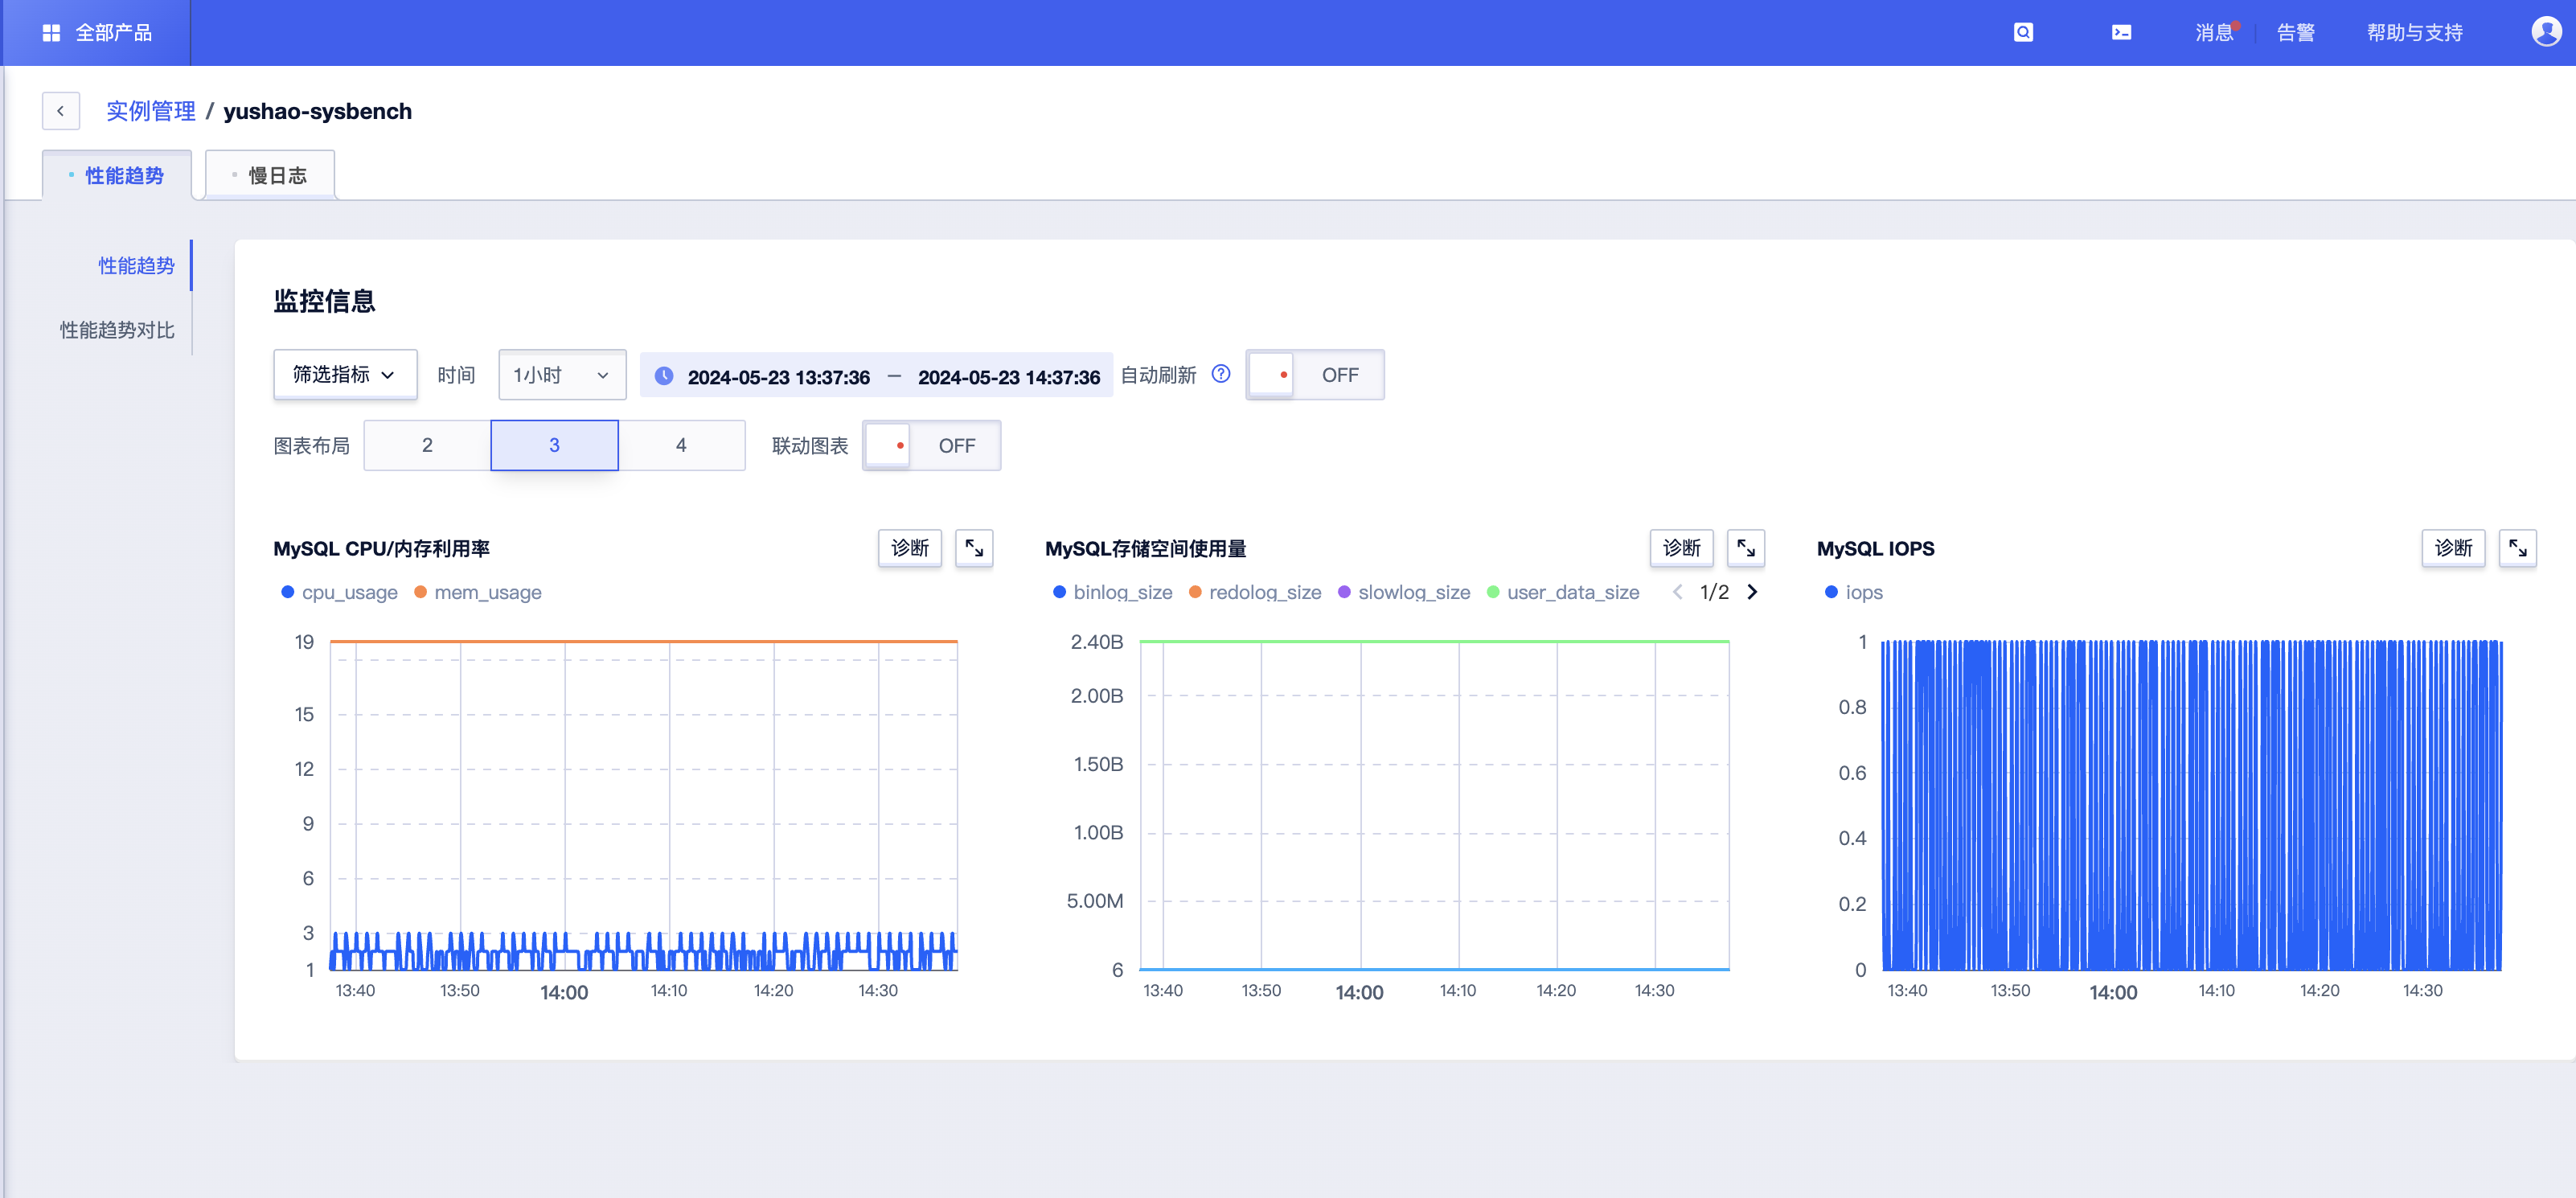 全部产品
消息 告警 帮助与支持
实例管理 / yushao-sysbench
性能趋势 慢日志
性能趋势
性能趋势对比
监控信息
筛选指标 时间 1小时 2024-05-23 13:37:36 — 2024-05-23 14:37:36 自动刷新 OFF
图表布局 2 3 4 联动图表 OFF
MySQL CPU/内存利用率 诊断
cpu_usage mem_usage
19
15
12
9
6
3
1
13:40 13:50 14:00 14:10 14:20 14:30
MySQL存储空间使用量 诊断
binlog_size redolog_size slowlog_size user_data_size 1/2
2.40B
2.00B
1.50B
1.00B
5.00M
6
13:40 13:50 14:00 14:10 14:20 14:30
MySQL IOPS 诊断
iops
1
0.8
0.6
0.4
0.2
0
13:40 13:50 14:00 14:10 14:20 14:30